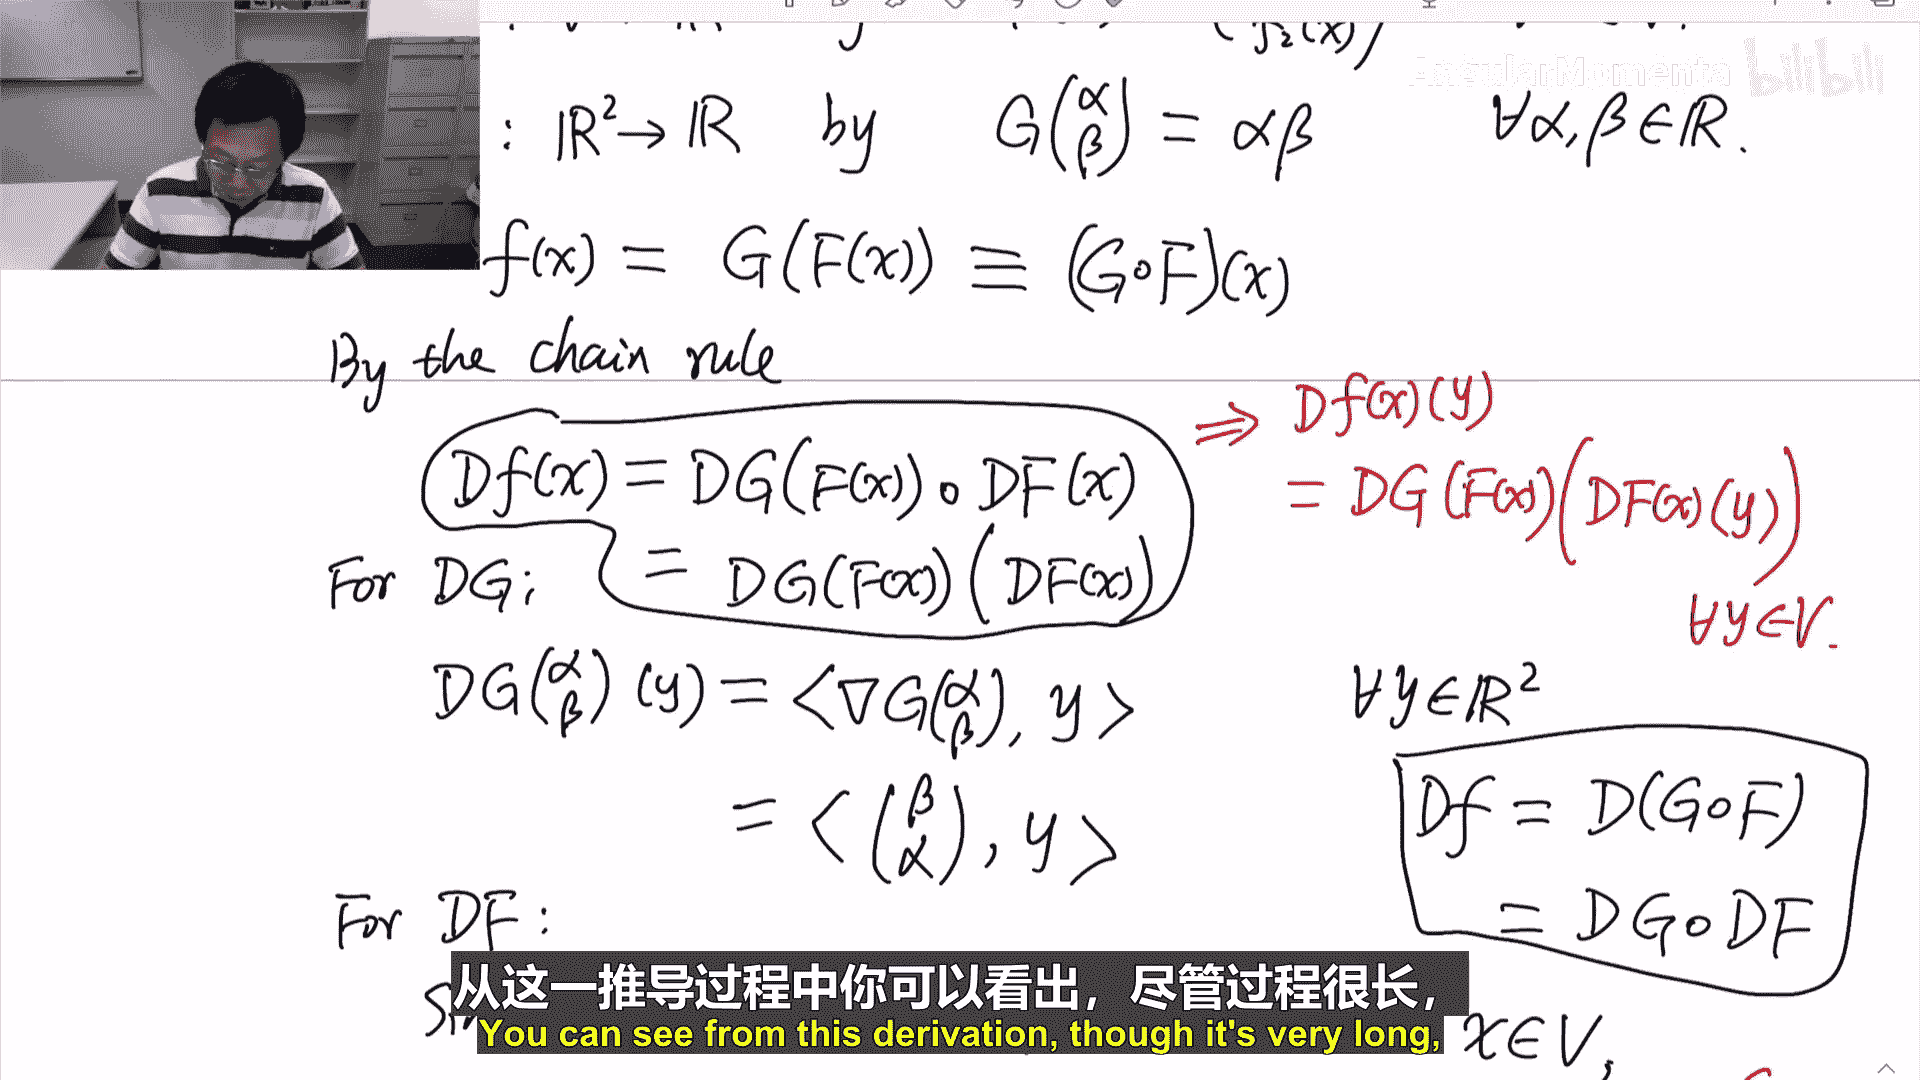 bilibili
: ℝ² → ℝ by G(α β) = αβ ∀α, β ∈ ℝ.
f(x) = G(F(x)) ≡ (G∘F)(x)
By the chain rule
Df(x) = DG(F(x)) ∘ DF(x)
= DG(F(x))(DF(x))
⇒ Df(x)(y)
= DG(F(x))(DF(x)(y))
∀y ∈ V.
For DG:
DG(α β)(y) = <∇G(α β), y> ∀y ∈ ℝ²
= <(β α), y>
Df = D(G∘F)
= DG∘DF
For DF:
x ∈ V,
从这一推导过程中你可以看出，尽管过程很长，
You can see from this derivation, though it's very long,